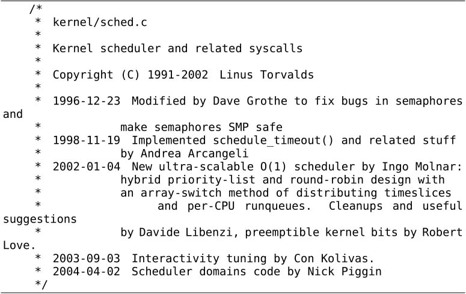 /*
 *  kernel/sched.c
 *
 *  Kernel scheduler and related syscalls
 *
 *  Copyright (C) 1991-2002  Linus Torvalds
 *
 *  1996-12-23  Modified by Dave Grothe to fix bugs in semaphores
and
 *              make semaphores SMP safe
 *  1998-11-19  Implemented schedule_timeout() and related stuff
 *              by Andrea Arcangeli
 *  2002-01-04  New ultra-scalable O(1) scheduler by Ingo Molnar:
 *              hybrid priority-list and round-robin design with
 *              an array-switch method of distributing timeslices
 *                   and per-CPU runqueues.  Cleanups and useful
suggestions
 *              by Davide Libenzi, preemptible kernel bits by Robert
Love.
 *  2003-09-03  Interactivity tuning by Con Kolivas.
 *  2004-04-02  Scheduler domains code by Nick Piggin
 */